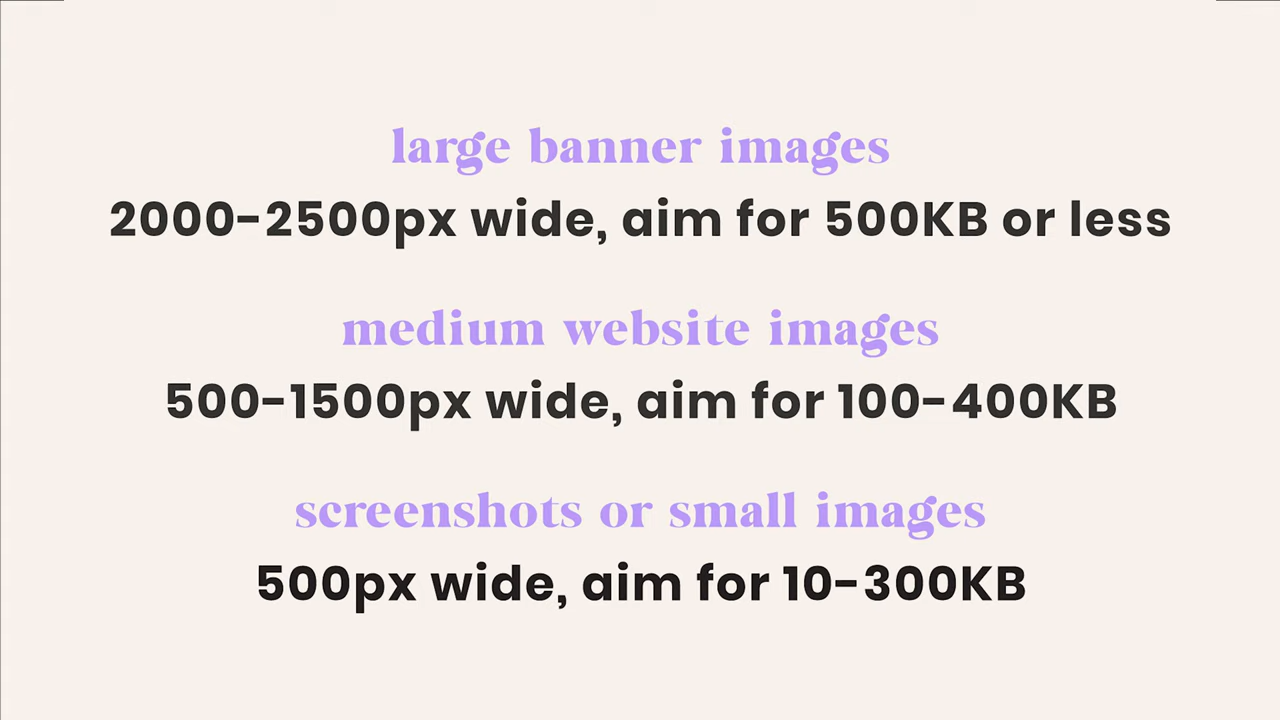 large banner images
2000-2500px wide, aim for 500KB or less
medium website images
500-1500px wide, aim for 100-400KB
screenshots or small images
500px wide, aim for 10-300KB